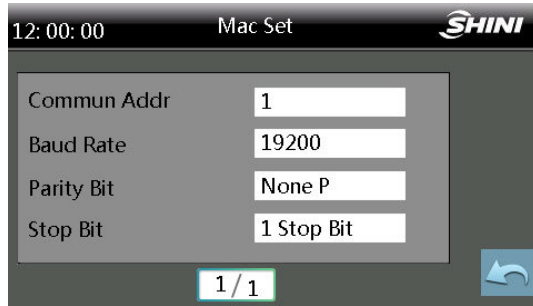 12: 00: 00 Mac Set SHINI
Commun Addr 1
Baud Rate 19200
Parity Bit None P
Stop Bit 1 Stop Bit
1/1